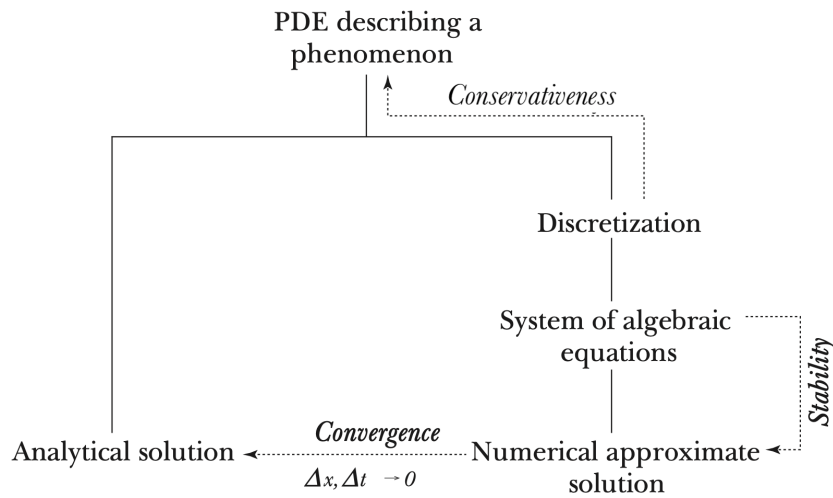 PDE describing a
phenomenon
Conservativeness
Discretization
System of algebraic
equations
Stability
Analytical solution
Convergence
Δx, Δt → 0
Numerical approximate
solution